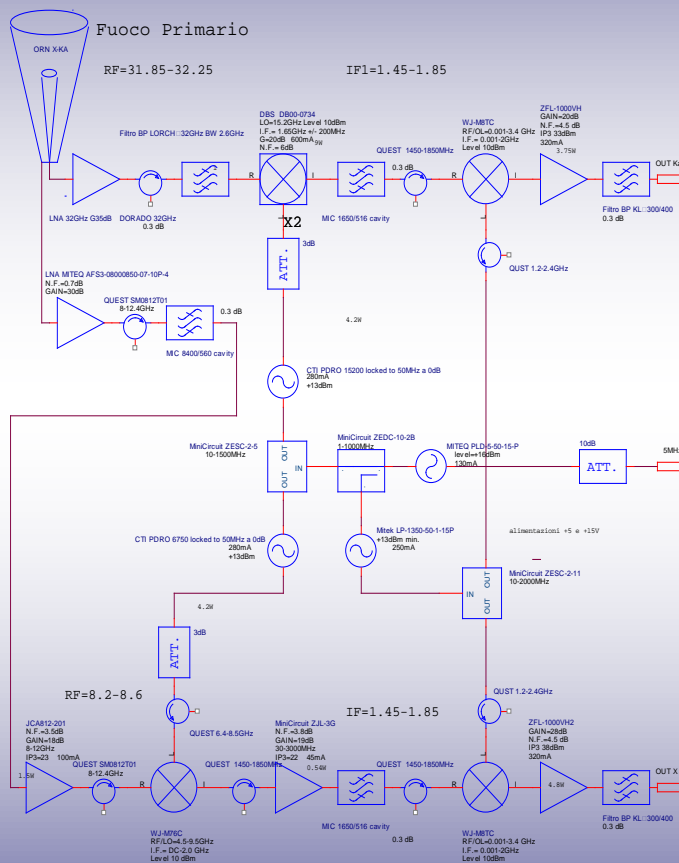 Fuoco Primario
ORN X-KA
RF=31.85-32.25
IF1=1.45-1.85
DBS DB00-0734
LO=15.2GHz Level 10dBm
I.F.= 1.65GHz +/- 200MHz
G=20dB 600mA
N.F.= 6dB
9W
Filtro BP LORCH□32GHz BW 2.6GHz
QUEST 1450-1850MHz
0.3 dB
WJ-M8TC
RF/OL=0.001-3.4 GHz
I.F.= 0.001-2GHz
Level 10dBm
ZFL-1000VH
GAIN=20dB
N.F.=4.5 dB
IP3 33dBm
320mA
3.75W
R
I
L
X2
R
I
L
OUT Ka
LNA 32GHz G35dB
DORADO 32GHz
0.3 dB
MIC 1650/516 cavity
Filtro BP KL□300/400
0.3 dB
ATT.
3dB
QUST 1.2-2.4GHz
LNA MITEQ AFS3-08000850-07-10P-4
N.F.=0.7dB
GAIN=30dB
QUEST SM0812T01
8-12.4GHz
0.3 dB
MIC 8400/560 cavity
4.2W
CTI PDRO 15200 locked to 50MHz a 0dB
280mA
+13dBm
MiniCircuit ZESC-2-5
10-1500MHz
OUT
OUT
IN
MiniCircuit ZEDC-10-2B
1-1000MHz
MITEQ PLD-5-50-15-P
level=+16dBm
130mA
10dB
ATT.
5MH
CTI PDRO 6750 locked to 50MHz a 0dB
280mA
+13dBm
Mitek LP-1350-50-1-15P
+13dBm min.
250mA
alimentazioni +5 e +15V
MiniCircuit ZESC-2-11
10-2000MHz
IN
OUT
OUT
4.2W
ATT.
3dB
RF=8.2-8.6
IF=1.45-1.85
QUST 1.2-2.4GHz
QUEST 6.4-8.5GHz
JCA812-201
N.F.=3.5dB
GAIN=18dB
8-12GHz
IP3=23 100mA
1.5W
QUEST SM0812T01
8-12.4GHz
QUEST 1450-1850MHz
MiniCircuit ZJL-3G
N.F.=3.8dB
GAIN=19dB
30-3000MHz
IP3=22 45mA
0.54W
QUEST 1450-1850MHz
ZFL-1000VH2
GAIN=28dB
N.F.=4.5 dB
IP3 38dBm
320mA
4.8W
R
I
L
R
I
L
OUT X
WJ-M76C
RF/LO=4.5-9.5GHz
I.F.= DC-2.0 GHz
Level 10 dBm
MIC 1650/516 cavity
0.3 dB
WJ-M8TC
RF/OL=0.001-3.4 GHz
I.F.= 0.001-2GHz
Level 10dBm
Filtro BP KL□300/400
0.3 dB